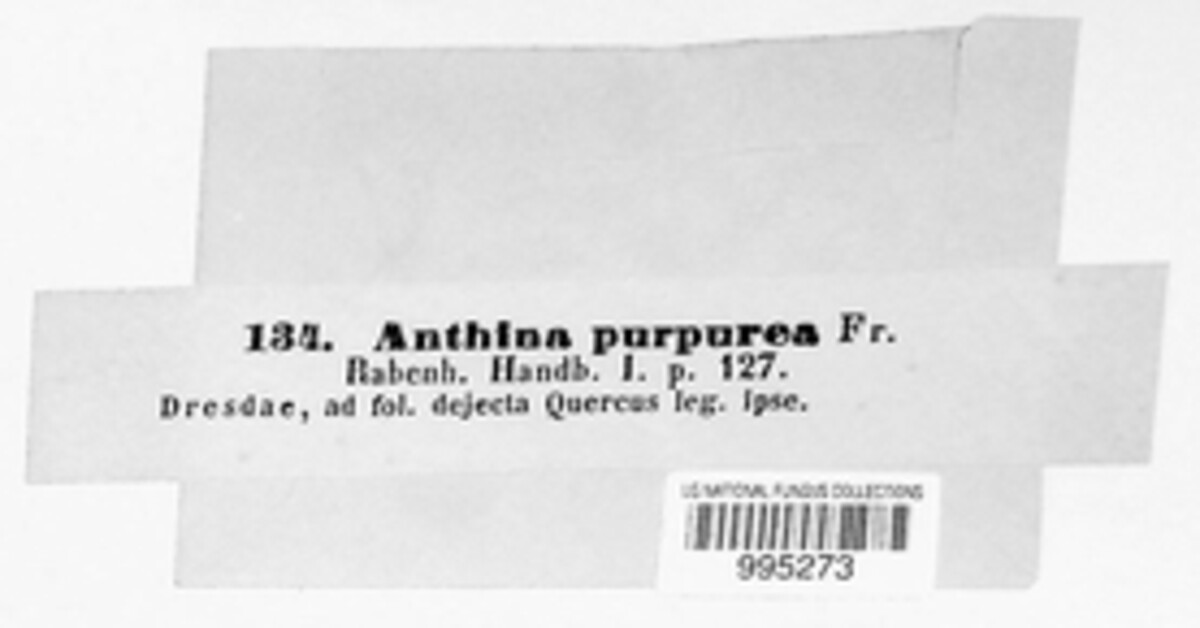 134. Anthina purpurea Fr.
Rabenh. Handb. I. p. 127.
Dresdae, ad fol. dejecta Quercus leg. Ipse.
US NATIONAL FUNGUS COLLECTIONS
995273